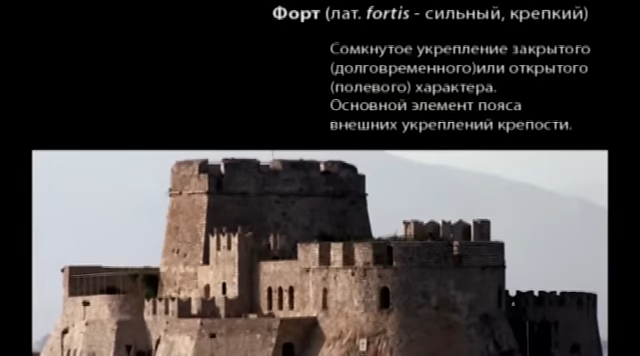 Форт (лат. fortis - сильный, крепкий)
Сомкнутое укрепление закрытого
(долговременного)или открытого
(полевого) характера.
Основной элемент пояса
внешних укреплений крепости.